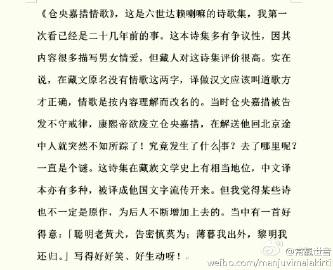 《仓央嘉措情歌》，这是六世达赖喇嘛的诗歌集，我第一
次看已经是二十几年前的事。这本诗集多有争议性，因其
内容很多描写男女情爱，但藏人对这诗集评价很高。实在
说，在藏文原名没有情歌这两字，译做汉文应该叫道歌方
才正确，情歌是按内容理解而改名的。当时仓央嘉措被告
发不守戒律，康熙帝欲废立仓央嘉措，在解送他回北京途
中人就突然不知所踪了！究竟发生了什么事？去了哪里呢？
一直是个谜。这诗集在藏族文学史上有相当地位，中文译
本亦有多种，被译成他国文字流传开来。但我觉得某些诗
也不一定是原作，为后人不断增加上去的。当中有一首好
得意：「聪明老黄犬，告密慎莫为；薄暮我出外，黎明我
还归。」写得好好笑、好生动呀！
@常赢世音
http://weibo.com/manjuvimalakirti